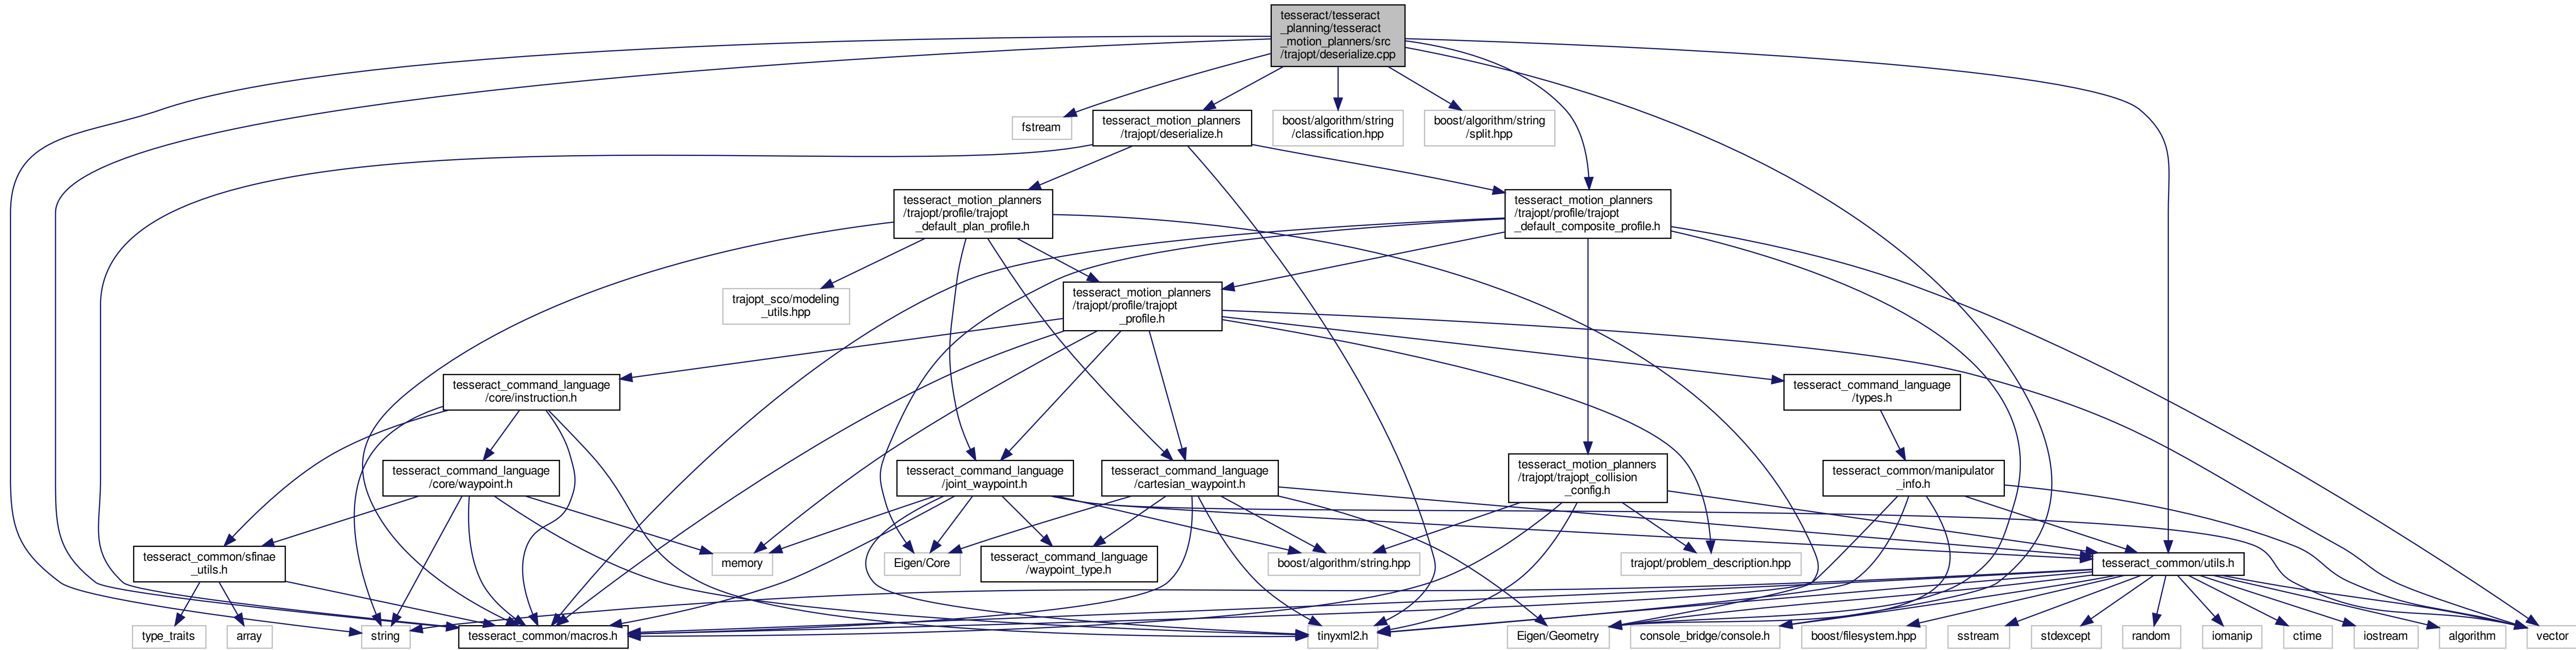 tesseract/tesseract
_planning/tesseract
_motion_planners/src
/trajopt/deserialize.cpp
fstream
tesseract_motion_planners
/trajopt/deserialize.h
boost/algorithm/string
/classification.hpp
boost/algorithm/string
/split.hpp
tesseract_motion_planners
/trajopt/profile/trajopt
_default_plan_profile.h
tesseract_motion_planners
/trajopt/profile/trajopt
_default_composite_profile.h
trajopt_sco/modeling
_utils.hpp
tesseract_motion_planners
/trajopt/profile/trajopt
_profile.h
tesseract_command_language
/core/instruction.h
tesseract_command_language
/types.h
tesseract_command_language
/core/waypoint.h
tesseract_command_language
/joint_waypoint.h
tesseract_command_language
/cartesian_waypoint.h
tesseract_motion_planners
/trajopt/trajopt_collision
_config.h
tesseract_common/manipulator
_info.h
tesseract_common/sfinae
_utils.h
memory
Eigen/Core
tesseract_command_language
/waypoint_type.h
boost/algorithm/string.hpp
trajopt/problem_description.hpp
tesseract_common/utils.h
type_traits
array
string
tesseract_common/macros.h
tinyxml2.h
Eigen/Geometry
console_bridge/console.h
boost/filesystem.hpp
sstream
stdexcept
random
iomanip
ctime
iostream
algorithm
vector